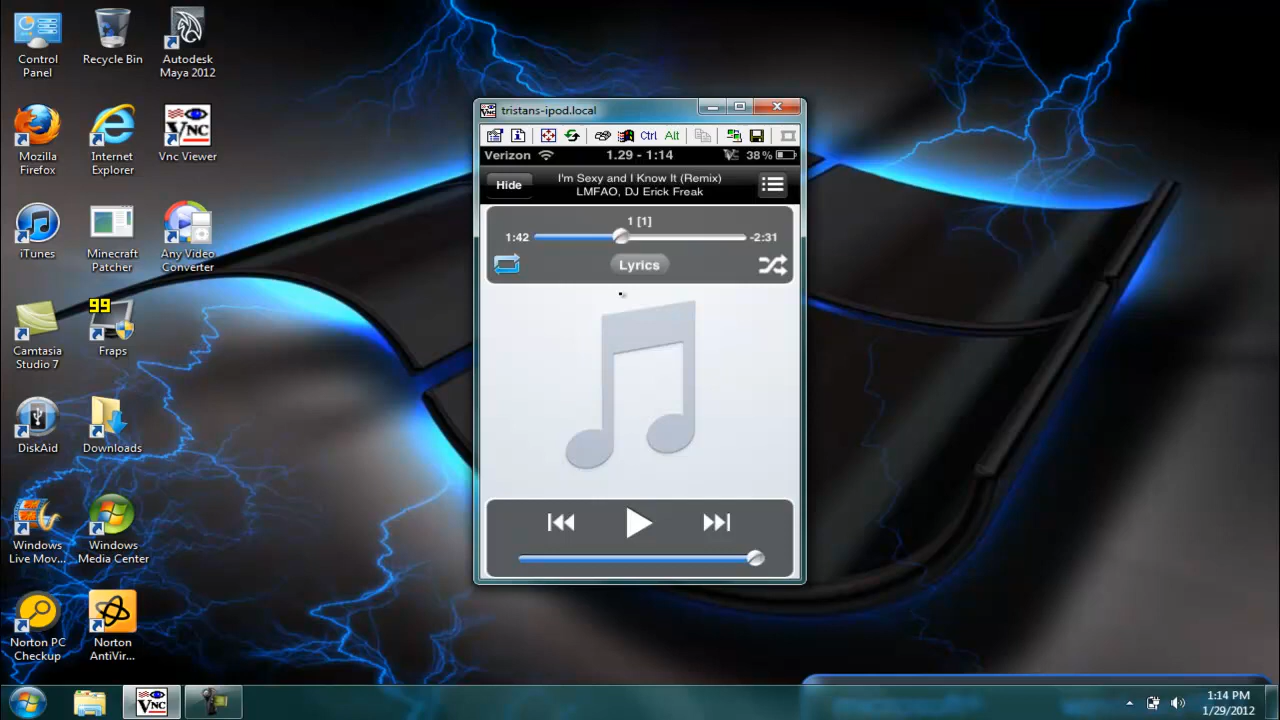 Control
Panel
Recycle Bin
Autodesk
Maya 2012
Mozilla
Firefox
Internet
Explorer
VNC
Vnc Viewer
iTunes
Minecraft
Patcher
Any Video
Converter
Camtasia
Studio 7
99
Fraps
DiskAid
Downloads
Windows
Live Mov...
Windows
Media Center
Norton PC
Checkup
Norton
AntiVir...
tristans-ipod.local
Ctrl Alt
Verizon 1.29 - 1:14 38%
Hide
I'm Sexy and I Know It (Remix)
LMFAO, DJ Erick Freak
1 [1]
1:42 -2:31
Lyrics
VNC
1:14 PM
1/29/2012